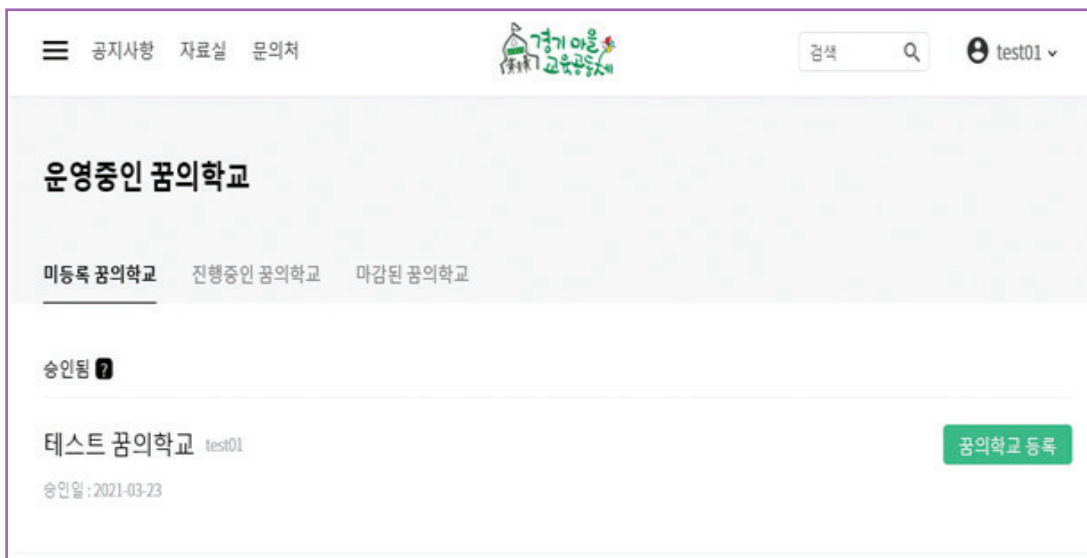 공지사항 자료실 문의처
경기 마을
교육공동체
검색
test01
운영중인 꿈의학교
미등록 꿈의학교 진행중인 꿈의학교 마감된 꿈의학교
승인됨 ?
테스트 꿈의학교 test01
꿈의학교 등록
승인일 : 2021-03-23